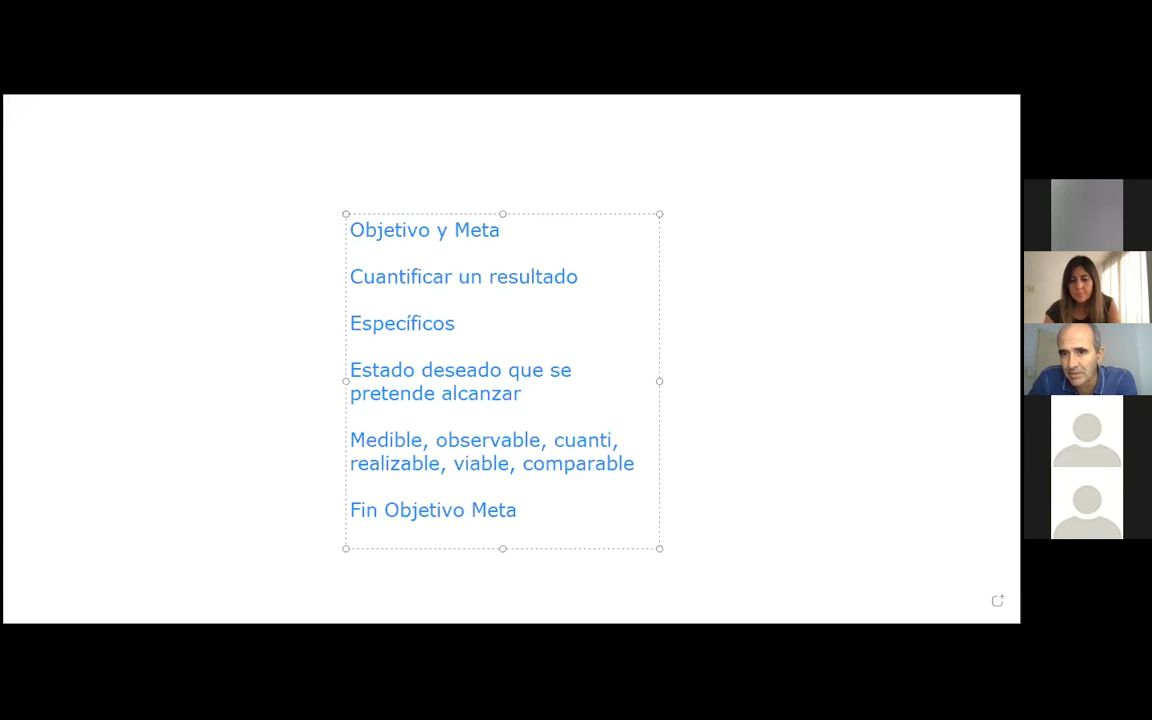 Objetivo y Meta
Cuantificar un resultado
Específicos
Estado deseado que se
pretende alcanzar
Medible, observable, cuanti,
realizable, viable, comparable
Fin Objetivo Meta